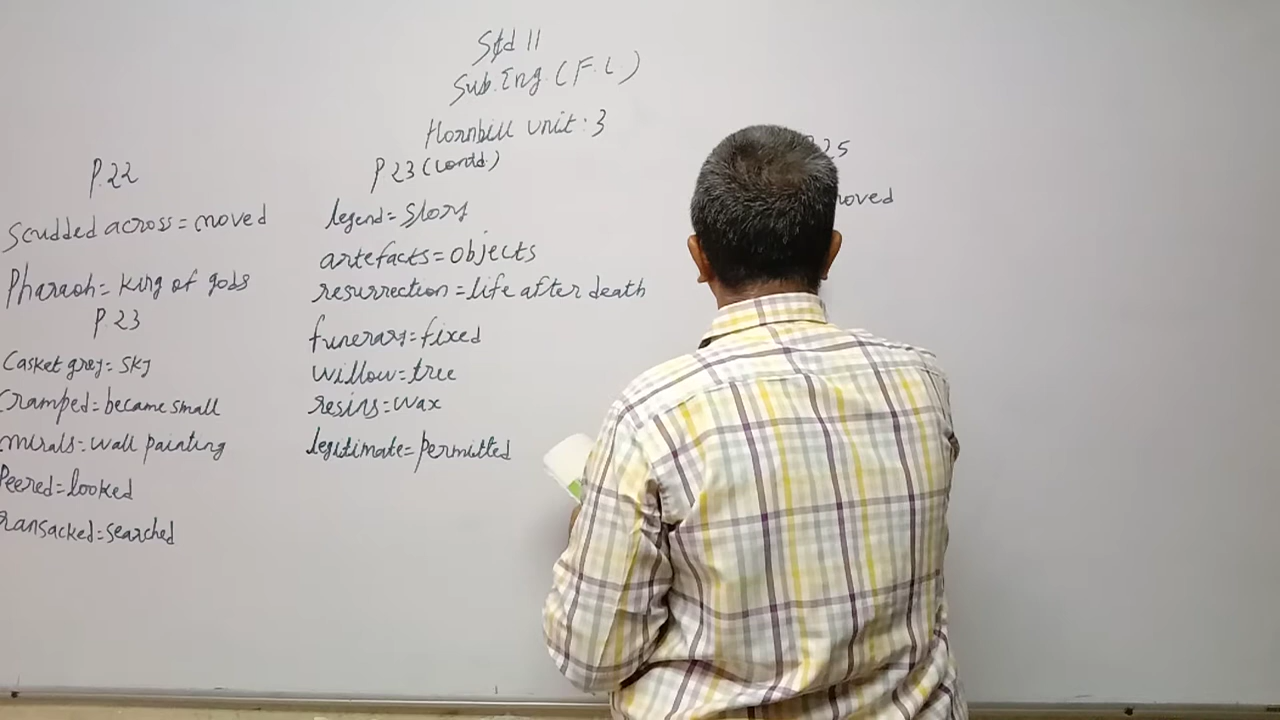 Std 11
Sub. Eng. (F.L)
Hornbill unit: 3
P.22
Scudded across = moved
Pharaoh = King of gods
P.23
Casket grey = sky
Cramped = became small
murals = wall painting
Peered = looked
ransacked = searched
P 23 (contd.)
legend = story
artefacts = objects
resurrection = life after death
funerary = fixed
willow = tree
resins = wax
legitimate = permitted
25